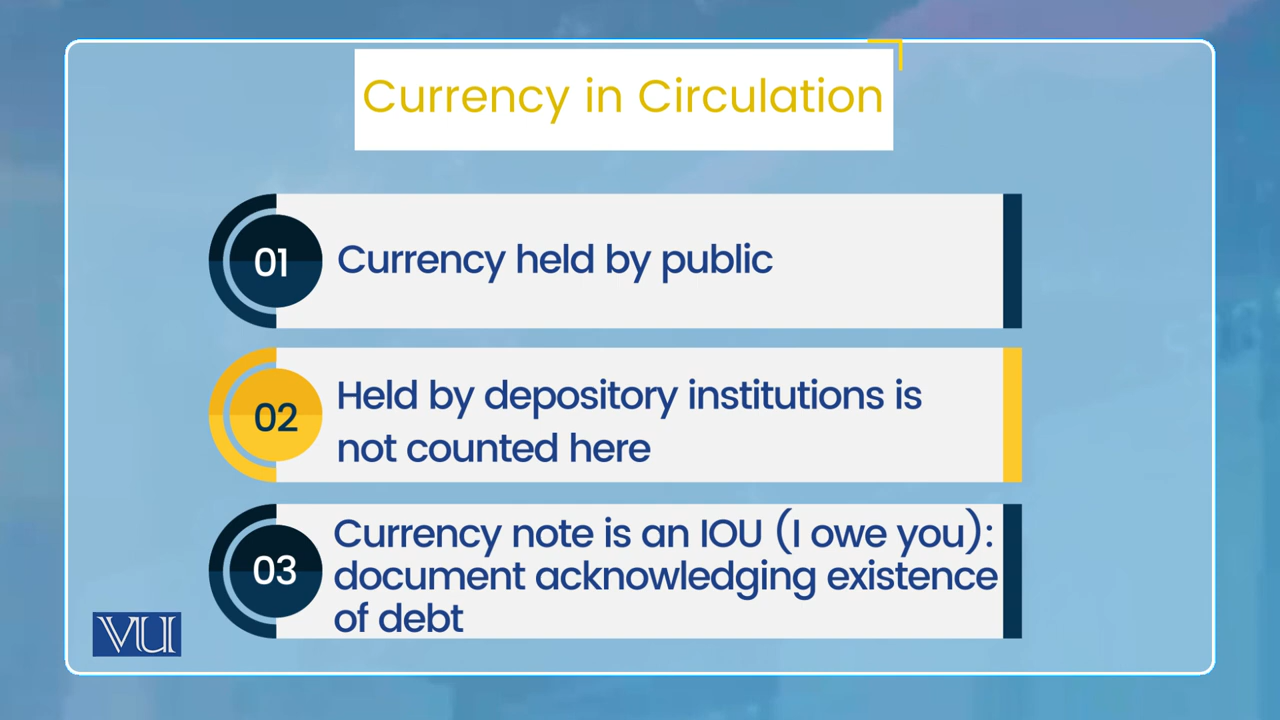 Currency in Circulation
01
Currency held by public
02
Held by depository institutions is
not counted here
03
Currency note is an IOU (I owe you):
document acknowledging existence
of debt
VU